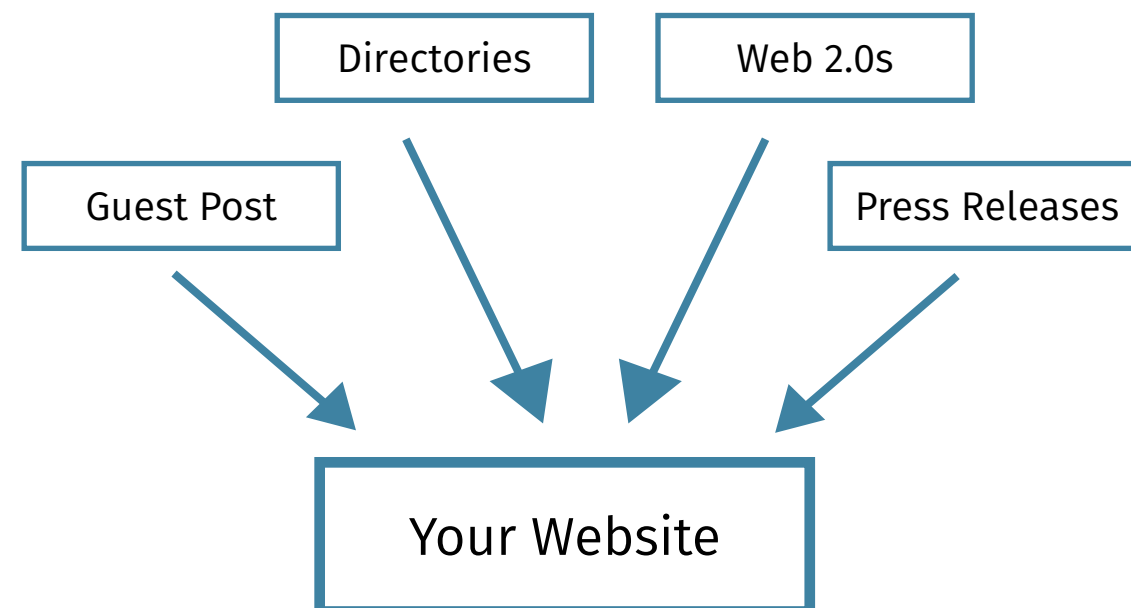 Directories
Web 2.0s
Guest Post
Press Releases
Your Website